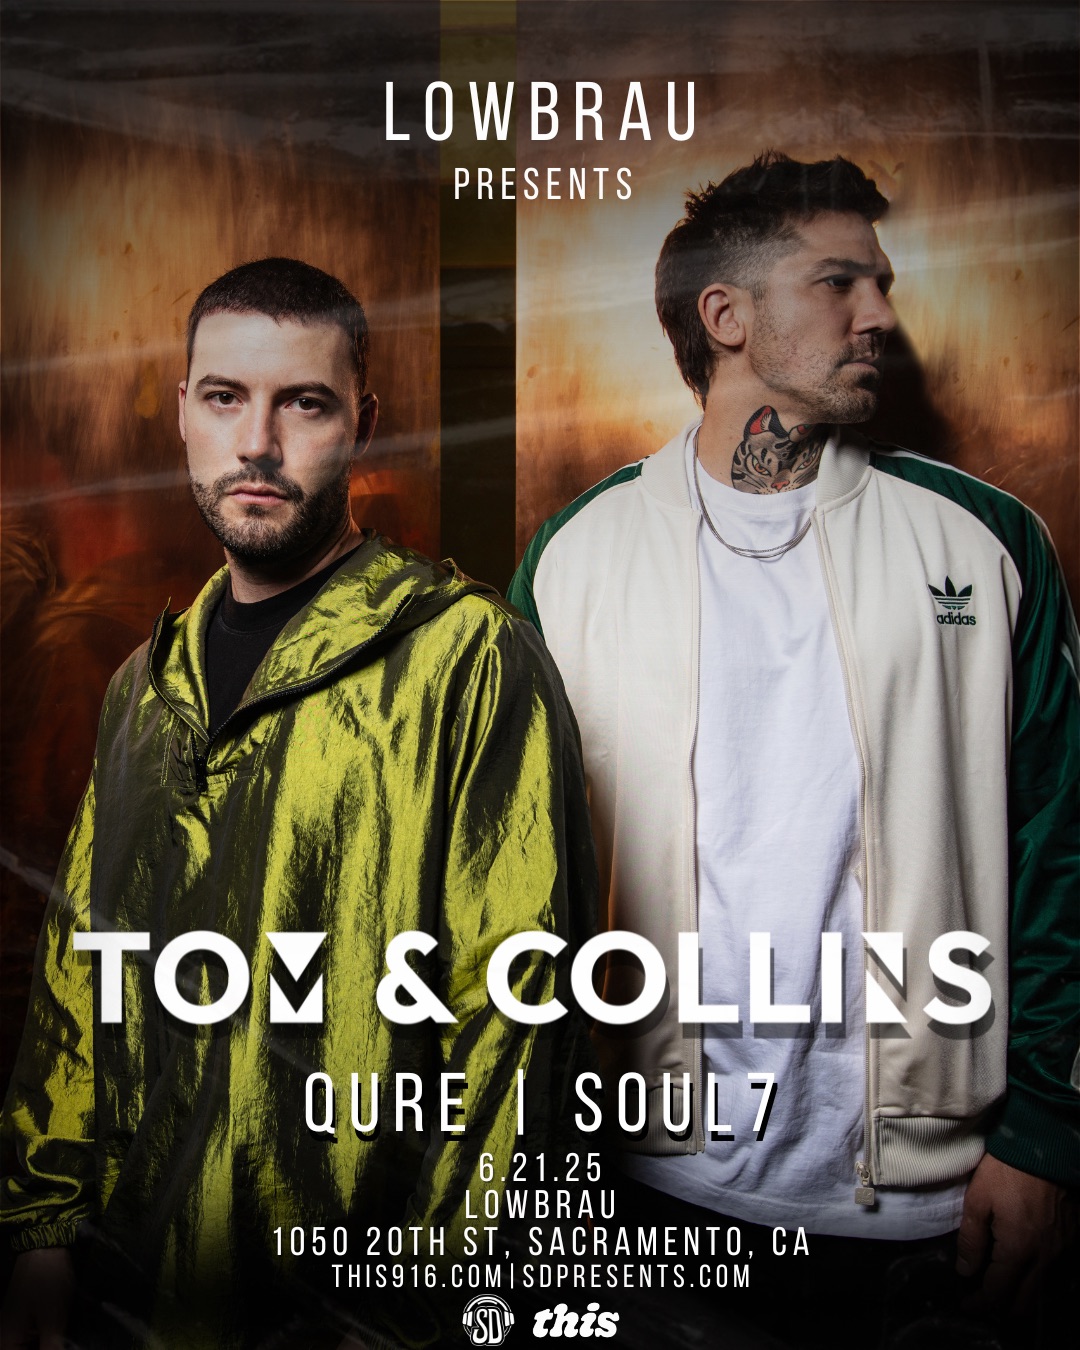 LOWBRAU
PRESENTS
adidas
TOM & COLLINS
QURE | SOUL7
6.21.25
LOWBRAU
1050 20TH ST, SACRAMENTO, CA
THIS916.COM|SDPRESENTS.COM
SD this